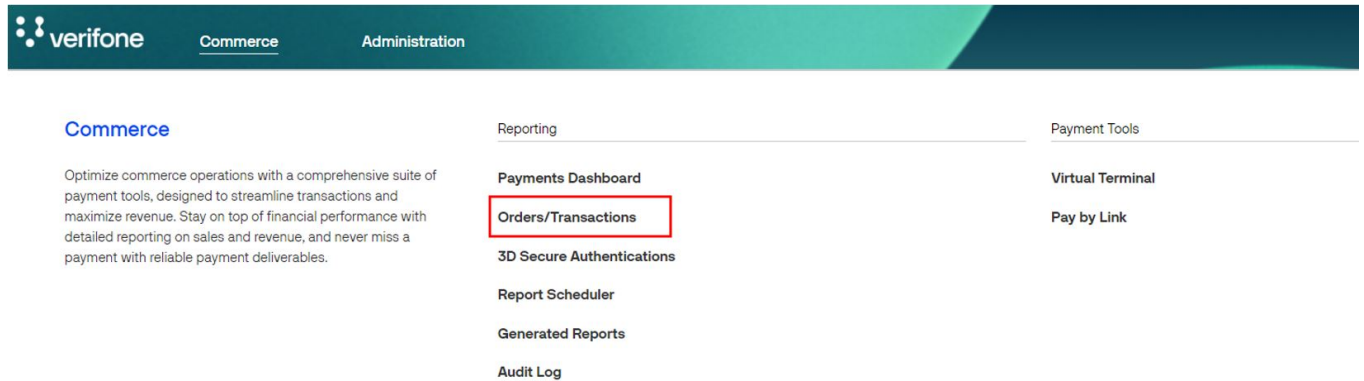 verifone
Commerce
Administration
Commerce
Optimize commerce operations with a comprehensive suite of
payment tools, designed to streamline transactions and
maximize revenue. Stay on top of financial performance with
detailed reporting on sales and revenue, and never miss a
payment with reliable payment deliverables.
Reporting
Payments Dashboard
Orders/Transactions
3D Secure Authentications
Report Scheduler
Generated Reports
Audit Log
Payment Tools
Virtual Terminal
Pay by Link